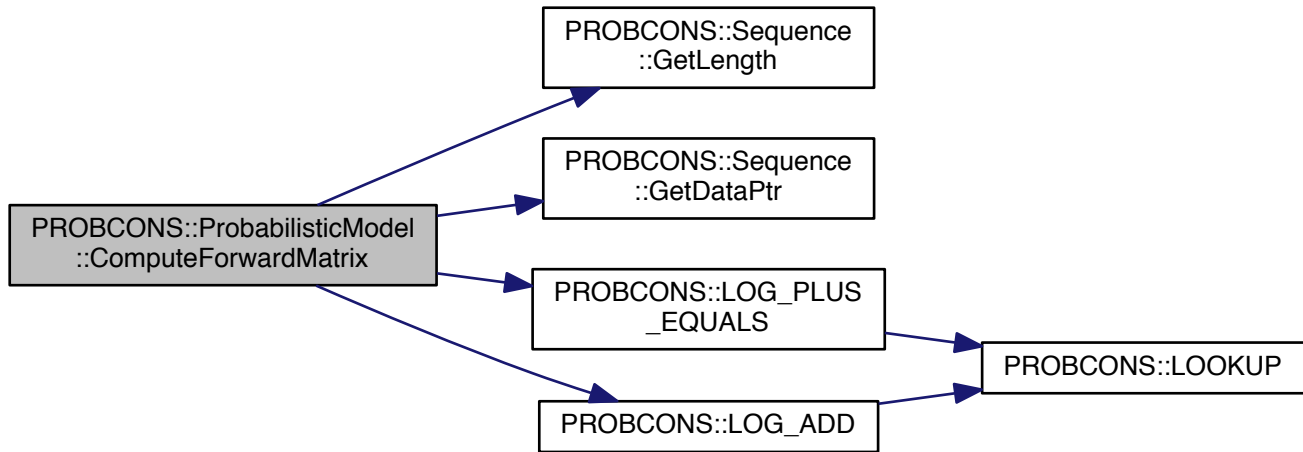 PROBCONS::Sequence
::GetLength
PROBCONS::Sequence
::GetDataPtr
PROBCONS::ProbabilisticModel
::ComputeForwardMatrix
PROBCONS::LOG_PLUS
_EQUALS
PROBCONS::LOOKUP
PROBCONS::LOG_ADD